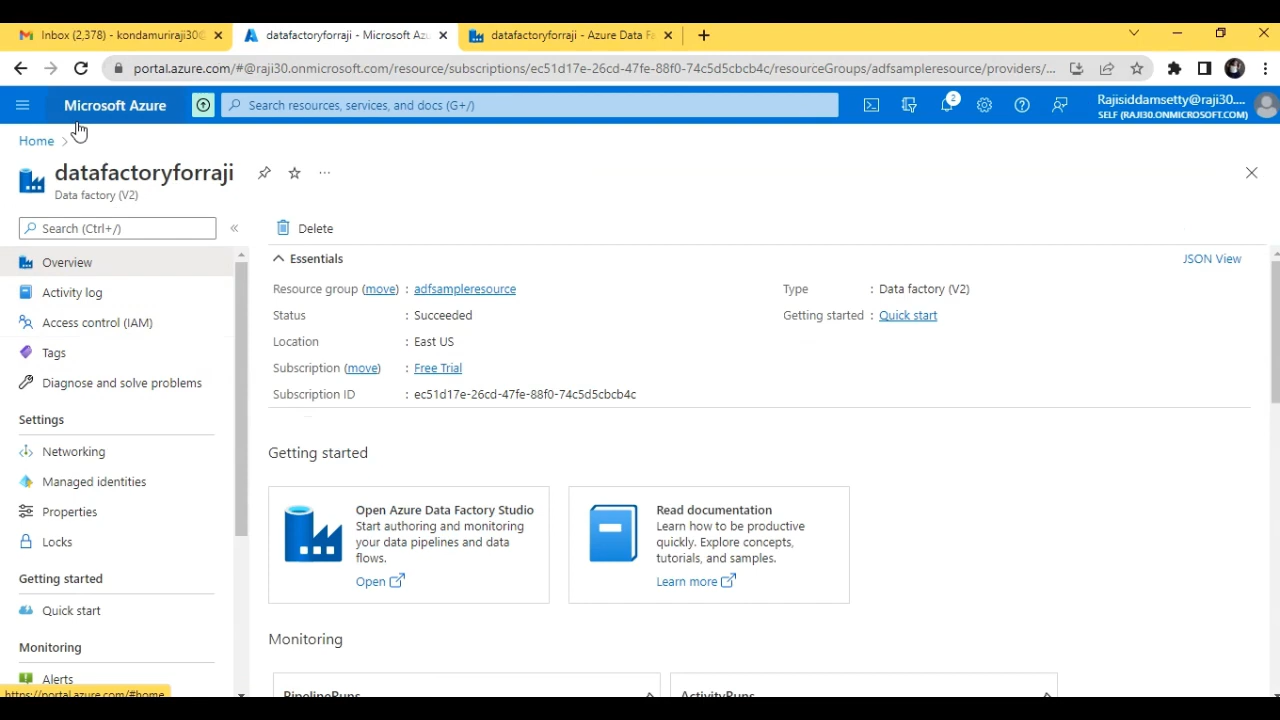 Inbox (2,378) - kondamuriraji30@
datafactoryforraji - Microsoft Azu
datafactoryforraji - Azure Data Fa
portal.azure.com/#@raji30.onmicrosoft.com/resource/subscriptions/ec51d17e-26cd-47fe-88f0-74c5d5cbcb4c/resourceGroups/adfsampleresource/providers/...
Microsoft Azure
Search resources, services, and docs (G+/)
2
Rajisiddamsetty@raji30....
SELF (RAJI30.ONMICROSOFT.COM)
Home
datafactoryforraji
Data factory (V2)
Search (Ctrl+/)
Overview
Activity log
Access control (IAM)
Tags
Diagnose and solve problems
Settings
Networking
Managed identities
Properties
Locks
Getting started
Quick start
Monitoring
Alerts
https://portal.azure.com/#home
Delete
Essentials
JSON View
Resource group (move) : adfsampleresource
Status : Succeeded
Location : East US
Subscription (move) : Free Trial
Subscription ID : ec51d17e-26cd-47fe-88f0-74c5d5cbcb4c
Type : Data factory (V2)
Getting started : Quick start
Getting started
Open Azure Data Factory Studio
Start authoring and monitoring
your data pipelines and data
flows.
Open
Read documentation
Learn how to be productive
quickly. Explore concepts,
tutorials, and samples.
Learn more
Monitoring
PipelineRuns
ActivityRuns